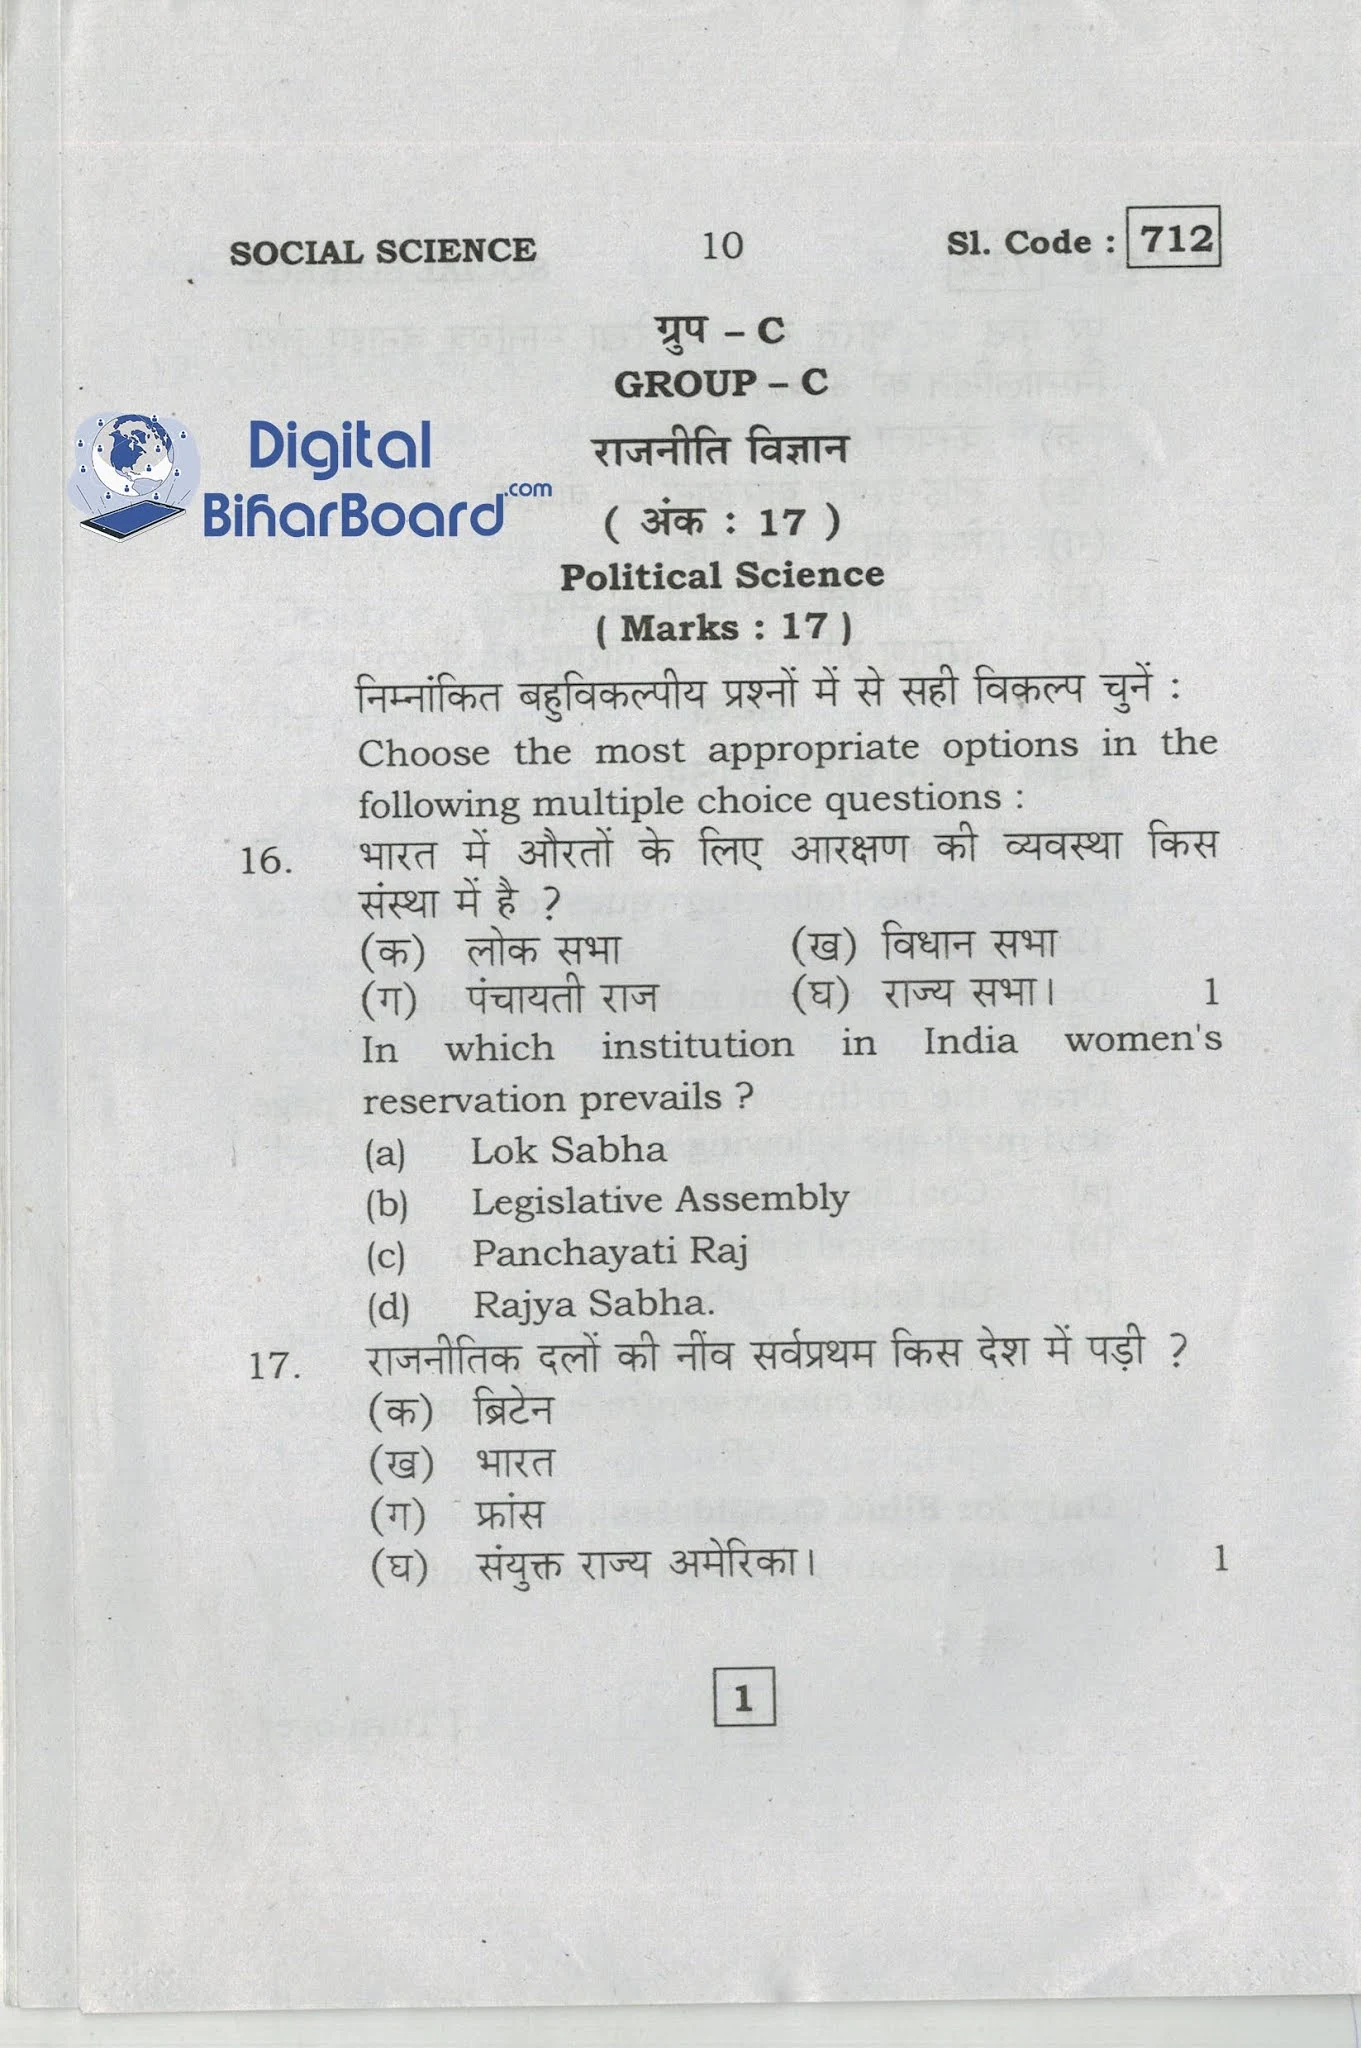 SOCIAL SCIENCE 10 Sl. Code : 712
ग्रुप – C
GROUP – C
Digital
BiharBoard.com
राजनीति विज्ञान
( अंक : 17 )
Political Science
( Marks : 17 )
निम्नांकित बहुविकल्पीय प्रश्नों में से सही विकल्प चुनें :
Choose the most appropriate options in the
following multiple choice questions :
16. भारत में औरतों के लिए आरक्षण की व्यवस्था किस
संस्था में है ?
(क) लोक सभा (ख) विधान सभा
(ग) पंचायती राज (घ) राज्य सभा। 1
In which institution in India women's
reservation prevails ?
(a) Lok Sabha
(b) Legislative Assembly
(c) Panchayati Raj
(d) Rajya Sabha.
17. राजनीतिक दलों की नींव सर्वप्रथम किस देश में पड़ी ?
(क) ब्रिटेन
(ख) भारत
(ग) फ्रांस
(घ) संयुक्त राज्य अमेरिका। 1
1